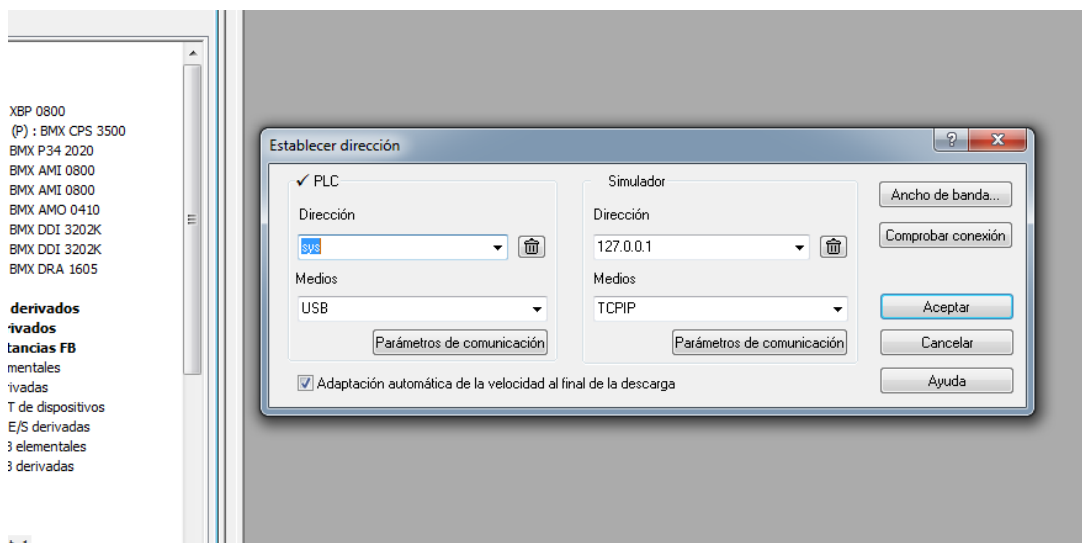 XBP 0800
(P) : BMX CPS 3500
BMX P34 2020
BMX AMI 0800
BMX AMI 0800
BMX AMO 0410
BMX DDI 3202K
BMX DDI 3202K
BMX DRA 1605
derivados
rivados
tancias FB
mentales
rivadas
T de dispositivos
E/S derivadas
3 elementales
3 derivadas
Establecer dirección
✓ PLC
Dirección
sys
Medios
USB
Parámetros de comunicación
Simulador
Dirección
127.0.0.1
Medios
TCPIP
Parámetros de comunicación
Adaptación automática de la velocidad al final de la descarga
Ancho de banda...
Comprobar conexión
Aceptar
Cancelar
Ayuda